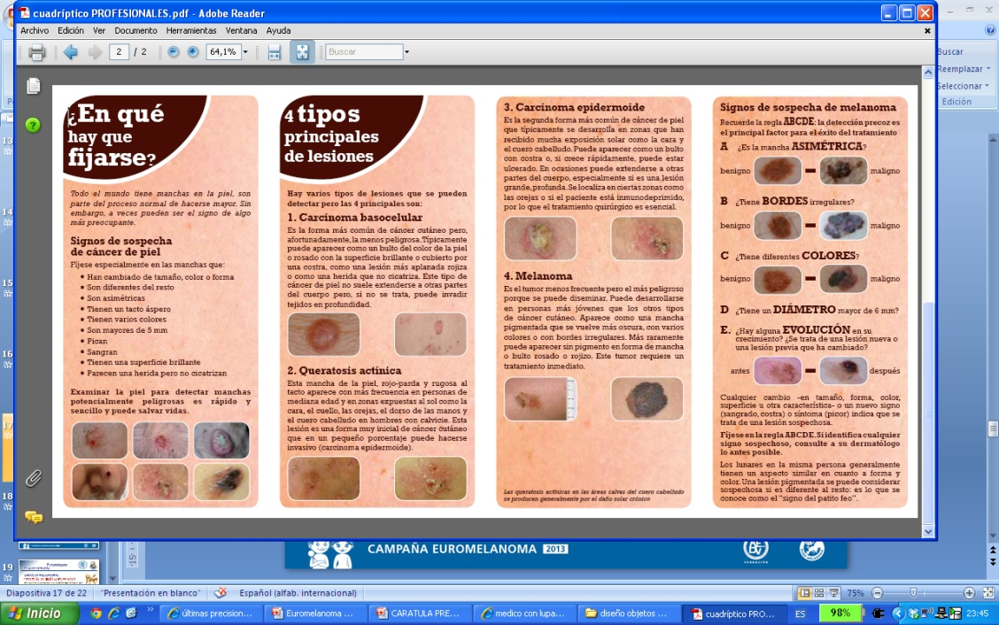 cuadríptico PROFESIONALES.pdf - Adobe Reader
Archivo Edición Ver Documento Herramientas Ventana Ayuda
2 / 2 64,1% Buscar
Buscar
Reemplazar
Seleccionar
Edición
¿En qué
hay que
fijarse?
Todo el mundo tiene manchas en la piel, son
parte del proceso normal de hacerse mayor. Sin
embargo, a veces pueden ser el signo de algo
más preocupante.
Signos de sospecha
de cáncer de piel
Fíjese especialmente en las manchas que:
• Han cambiado de tamaño, color o forma
• Son diferentes del resto
• Son asimétricas
• Tienen un tacto áspero
• Tienen varios colores
• Son mayores de 5 mm
• Pican
• Sangran
• Tienen una superficie brillante
• Parecen una herida pero no cicatrizan
Examinar la piel para detectar manchas
potencialmente peligrosas es rápido y
sencillo y puede salvar vidas.
4 tipos
principales
de lesiones
Hay varios tipos de lesiones que se pueden
detectar pero las 4 principales son:
1. Carcinoma basocelular
Es la forma más común de cáncer cutáneo pero,
afortunadamente, la menos peligrosa. Típicamente
puede aparecer como un bulto del color de la piel
o rosado con la superficie brillante o cubierto por
una costra, como una lesión más aplanada rojiza
o como una herida que no cicatriza. Este tipo de
cáncer de piel no suele extenderse a otras partes
del cuerpo pero, si no se trata, puede invadir
tejidos en profundidad.
2. Queratosis actínica
Esta mancha de la piel, rojo-parda y rugosa al
tacto aparece con más frecuencia en personas de
mediana edad y en zonas expuestas al sol como la
cara, el cuello, las orejas, el dorso de las manos y
el cuero cabelludo en hombres con calvicie. Esta
lesión es una forma muy inicial de cáncer cutáneo
que en un pequeño porcentaje puede hacerse
invasivo (carcinoma epidermoide).
3. Carcinoma epidermoide
Es la segunda forma más común de cáncer de piel
que típicamente se desarrolla en zonas que han
recibido mucha exposición solar como la cara y
el cuero cabelludo. Puede aparecer como un bulto
con costra o, si crece rápidamente, puede estar
ulcerado. En ocasiones puede extenderse a otras
partes del cuerpo, especialmente si es una lesión
grande, profunda. Se localiza en ciertas zonas como
las orejas o si el paciente está inmunodeprimido,
por lo que el tratamiento quirúrgico es esencial.
4. Melanoma
Es el tumor menos frecuente pero el más peligroso
porque se puede diseminar. Puede desarrollarse
en personas más jóvenes que los otros tipos
de cáncer cutáneo. Aparece como una mancha
pigmentada que se vuelve más oscura, con varios
colores o con bordes irregulares. Más raramente
puede aparecer sin pigmento en forma de mancha
o bulto rosado o rojizo. Este tumor requiere un
tratamiento inmediato.
Las queratosis actínicas en las áreas calvas del cuero cabelludo
se producen generalmente por el daño solar crónico
Signos de sospecha de melanoma
Recuerde la regla ABCDE: la detección precoz es
el principal factor para el éxito del tratamiento
A ¿Es la mancha ASIMÉTRICA?
benigno maligno
B ¿Tiene BORDES irregulares?
benigno maligno
C ¿Tiene diferentes COLORES?
benigno maligno
D ¿Tiene un DIÁMETRO mayor de 6 mm?
E. ¿Hay alguna EVOLUCIÓN en su
crecimiento? ¿Se trata de una lesión nueva o
una lesión previa que ha cambiado?
antes después
Cualquier cambio -en tamaño, forma, color,
superficie u otra característica- o un nuevo signo
(sangrado, costra) o síntoma (picor) indica que se
trata de una lesión sospechosa.
Fíjese en la regla ABCDE. Si identifica cualquier
signo sospechoso, consulte a su dermatólogo
lo antes posible.
Los lunares en la misma persona generalmente
tienen un aspecto similar en cuanto a forma y
color. Una lesión pigmentada se puede considerar
sospechosa si es diferente al resto: es lo que se
conoce como el "signo del patito feo".
13
14
15
16
17
18
19
CAMPAÑA EUROMELANOMA 2013
Diapositiva 17 de 22 "Presentación en blanco" Español (alfab. internacional) 75%
Inicio últimas precision... Euromelanoma ... CARATULA PRE... medico con lupa... diseño objetos ... cuadríptico PRO... ES 98% 23:45